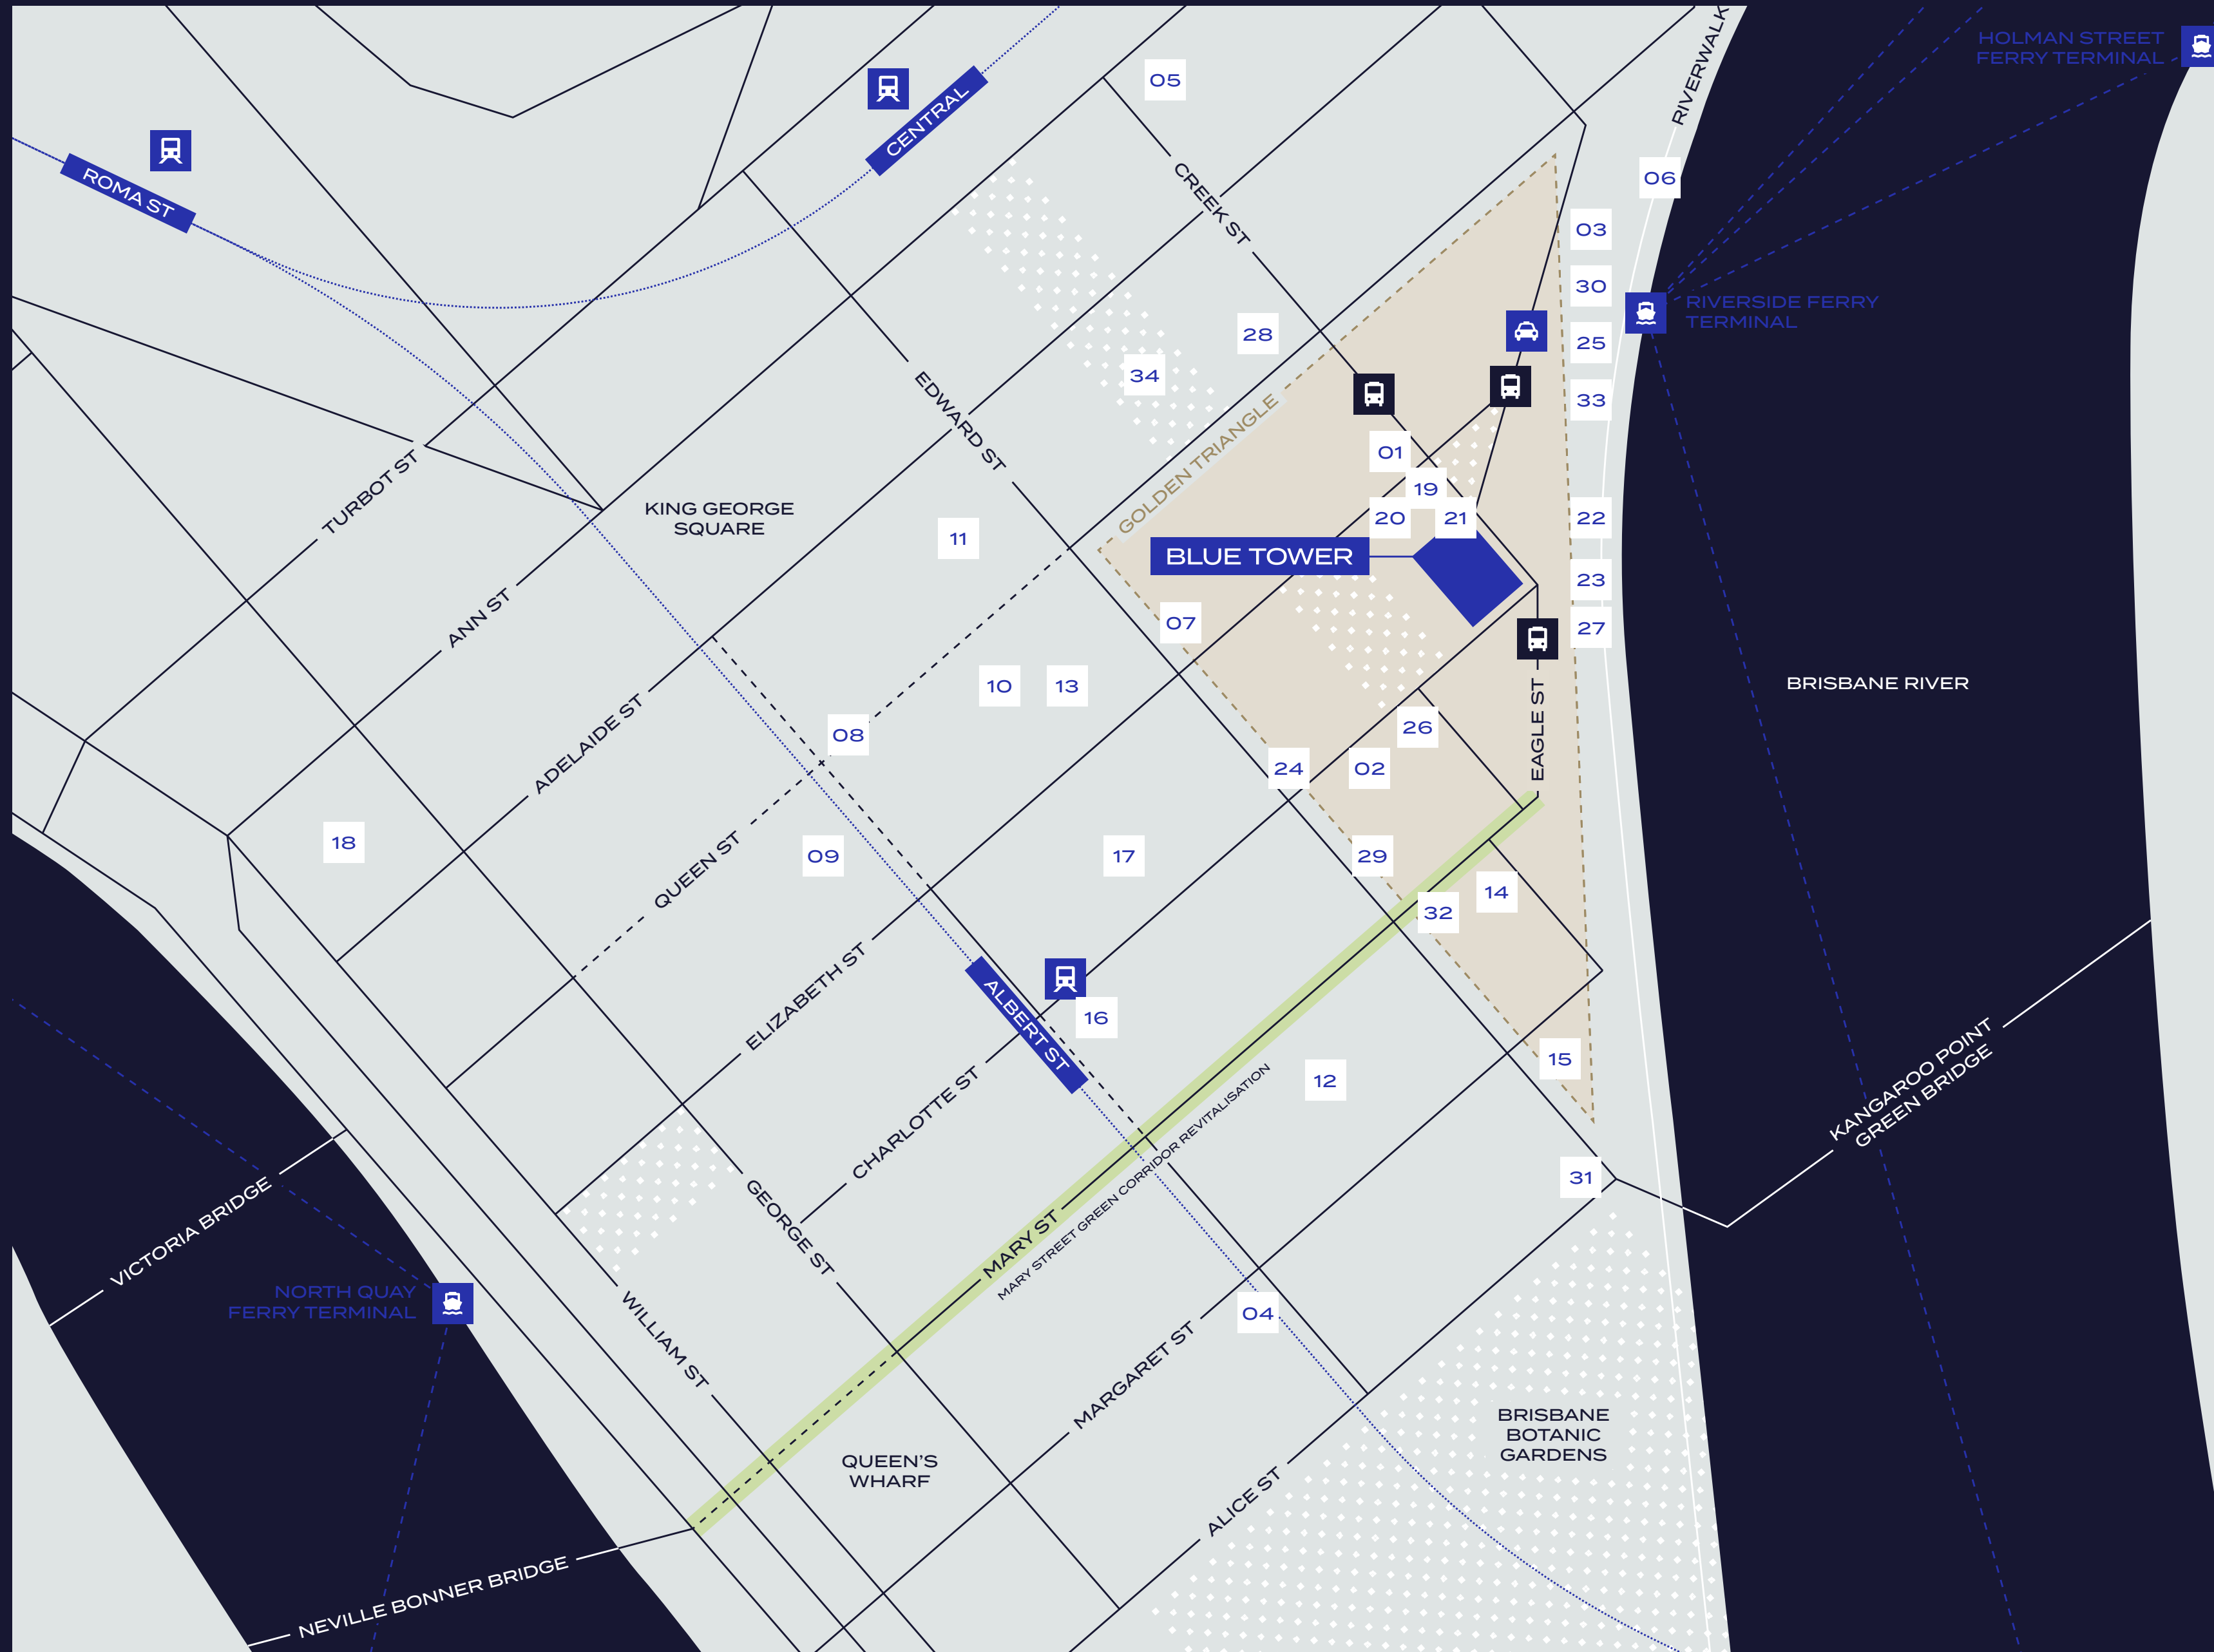 RIVERWALK
HOLMAN STREET
FERRY TERMINAL
05
CENTRAL
ROMA ST
CREEK ST
06
03
30
RIVERSIDE FERRY
TERMINAL
28
25
34
33
EDWARD ST
GOLDEN TRIANGLE
01
TURBOT ST
19
KING GEORGE
SQUARE
11
20
21
22
BLUE TOWER
23
ANN ST
07
27
10
13
BRISBANE RIVER
ADELAIDE ST
08
26
EAGLE ST
24
02
18
QUEEN ST
09
17
29
14
32
ELIZABETH ST
ALBERT ST
16
15
12
KANGAROO POINT
GREEN BRIDGE
CHARLOTTE ST
31
MARY ST
MARY STREET GREEN CORRIDOR REVITALISATION
VICTORIA BRIDGE
GEORGE ST
NORTH QUAY
FERRY TERMINAL
04
WILLIAM ST
MARGARET ST
BRISBANE
BOTANIC
GARDENS
QUEEN'S
WHARF
ALICE ST
NEVILLE BONNER BRIDGE